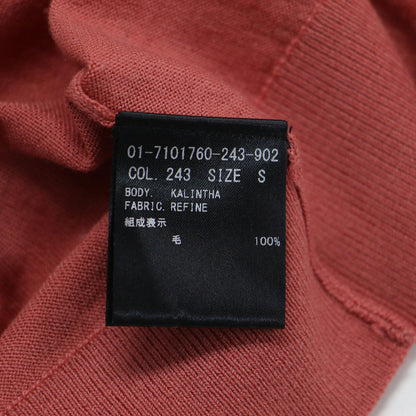 01-7101760-243-902
COL. 243 SIZE S
BODY. KALINTHA
FABRIC. REFINE
組成表示
毛 100%